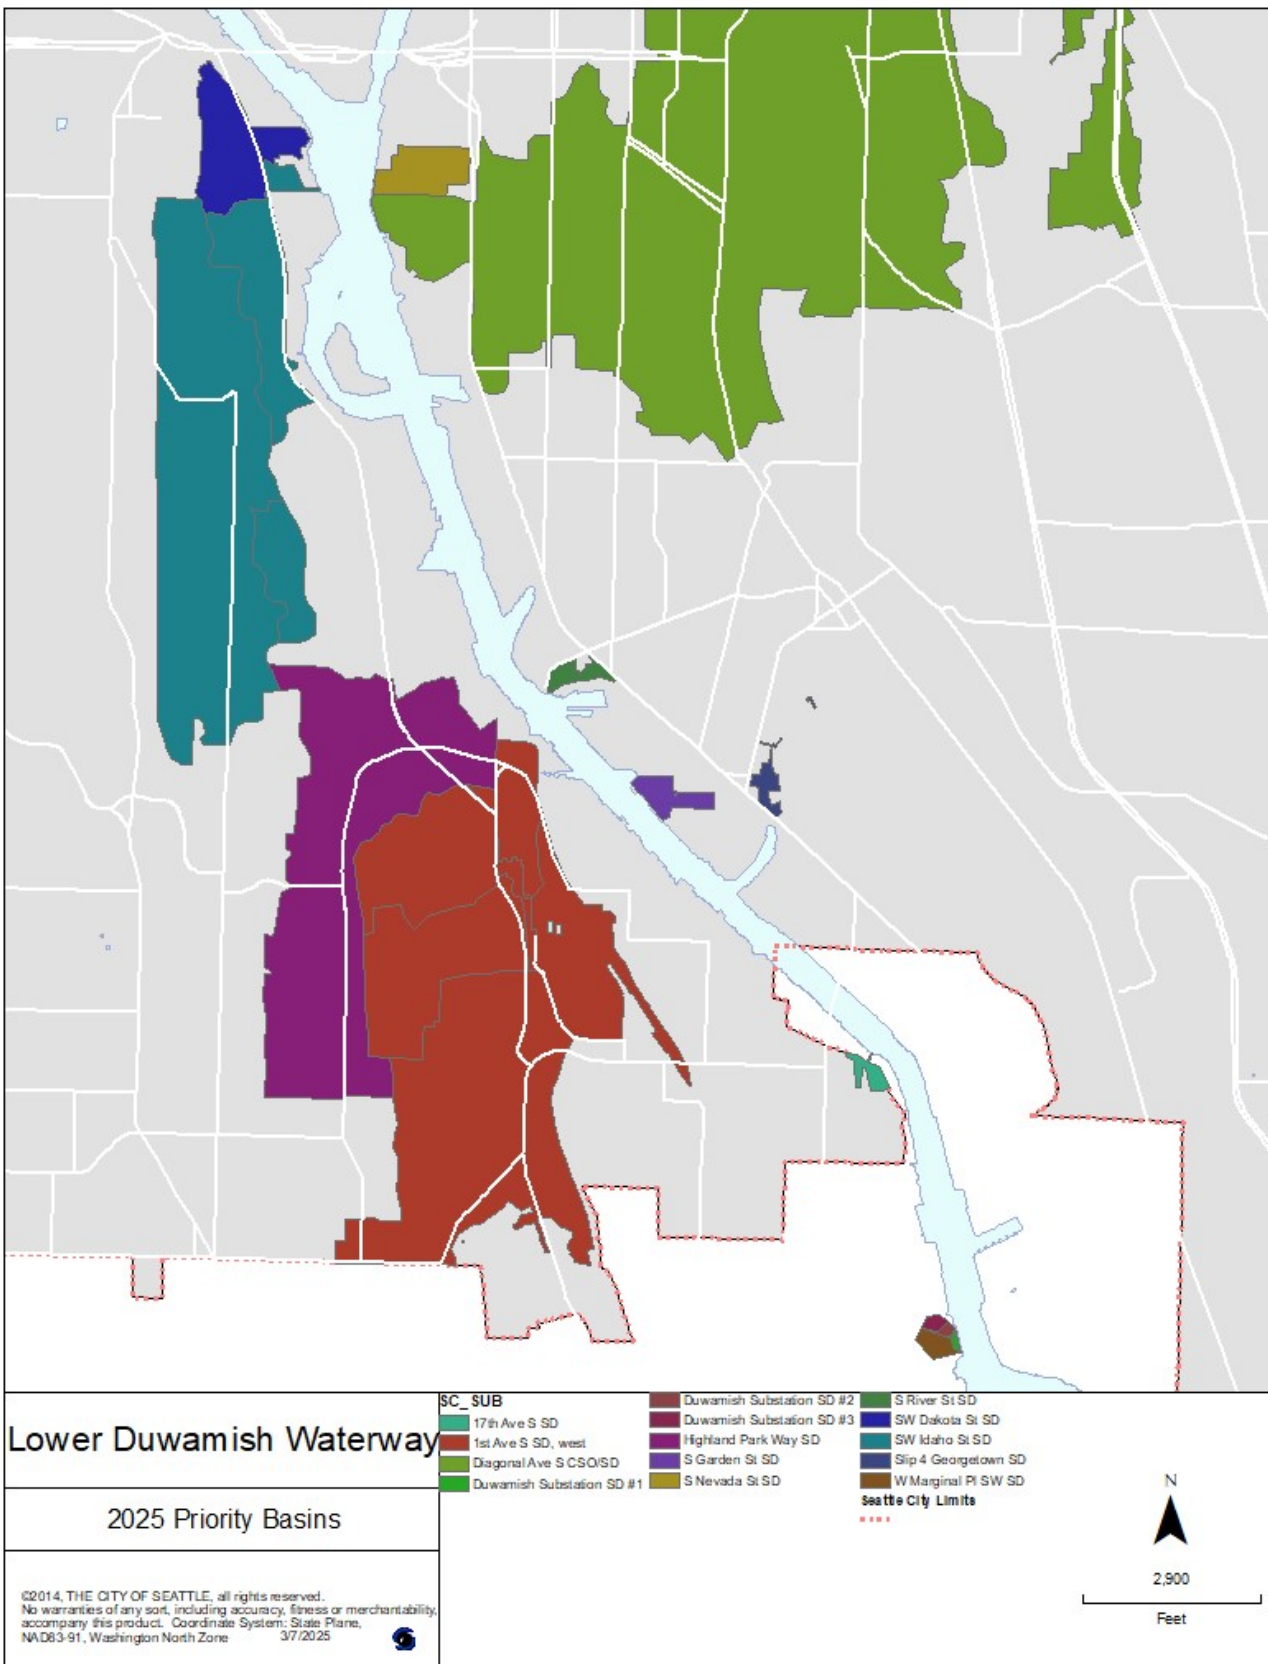 Lower Duwamish Waterway
2025 Priority Basins
©2014, THE CITY OF SEATTLE, all rights reserved.
No warranties of any sort, including accuracy, fitness or merchantability,
accompany this product. Coordinate System: State Plane,
NAD83-91, Washington North Zone 3/7/2025
SC_SUB
17th Ave S SD
1st Ave S SD, west
Diagonal Ave S CSO/SD
Duwamish Substation SD #1
Duwamish Substation SD #2
Duwamish Substation SD #3
Highland Park Way SD
S Garden St SD
S Nevada St SD
S River St SD
SW Dakota St SD
SW Idaho St SD
Slip 4 Georgetown SD
W Marginal Pl SW SD
Seattle City Limits
N
2,900
Feet